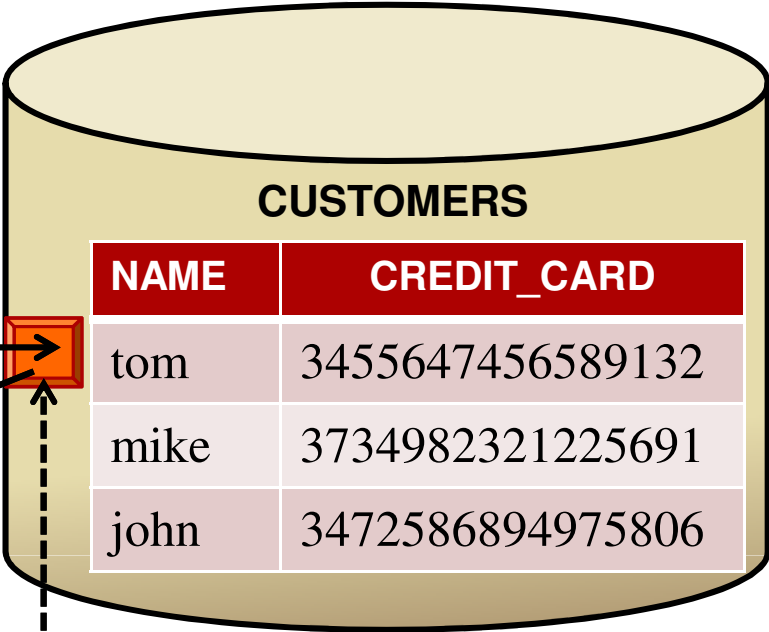 CUSTOMERS
NAME CREDIT_CARD
tom 3455647456589132
mike 3734982321225691
john 3472586894975806